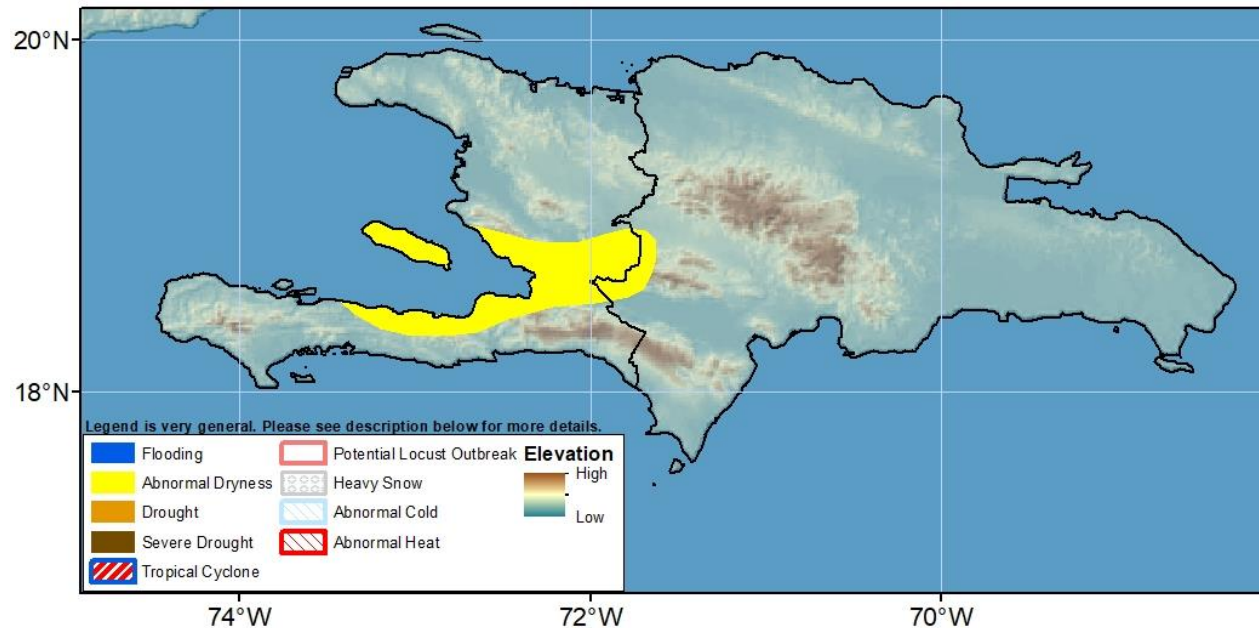 20°N
18°N
Legend is very general. Please see description below for more details.
Flooding
Abnormal Dryness
Drought
Severe Drought
Tropical Cyclone
Potential Locust Outbreak
Heavy Snow
Abnormal Cold
Abnormal Heat
Elevation
High
Low
74°W
72°W
70°W